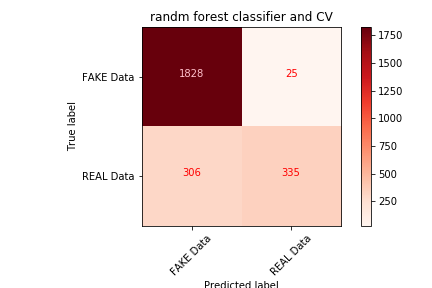 randm forest classifier and CV
FAKE Data
REAL Data
True label
1828
25
306
335
FAKE Data
REAL Data
Predicted label
1750
1500
1250
1000
750
500
250